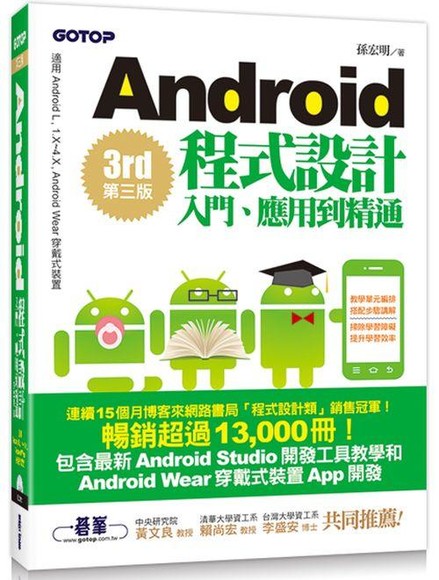 GOTOP
孫宏明/著
適用 Android L , 1.X~4.X , Android Wear 穿戴式裝置
Android
3rd
第三版
程式設計
入門、應用到精通
教學單元編排
搭配步驟講解
掃除學習障礙
提升學習效率
連續15個月博客來網路書局「程式設計類」銷售冠軍！
暢銷超過13,000冊！
包含最新 Android Studio 開發工具教學和
Android Wear 穿戴式裝置 App 開發
碁峯
www.gotop.com.tw
中央研究院
黃文良 教授
清華大學資工系
賴尚宏 教授
台灣大學資工系
李盛安 博士
共同推薦!
Android
程式設計